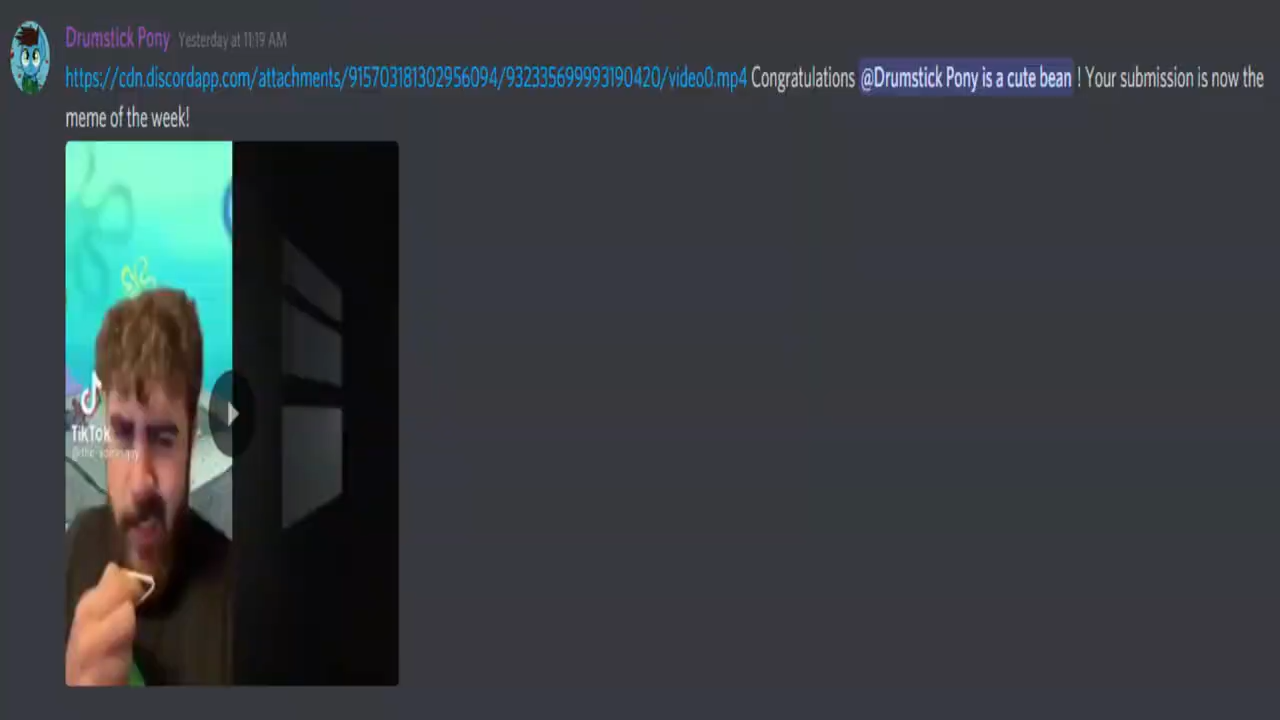 Drumstick Pony Yesterday at 11:19 AM
https://cdn.discordapp.com/attachments/915703181302956094/932335699993190420/video0.mp4 Congratulations @Drumstick Pony is a cute bean ! Your submission is now the
meme of the week!
TikTok